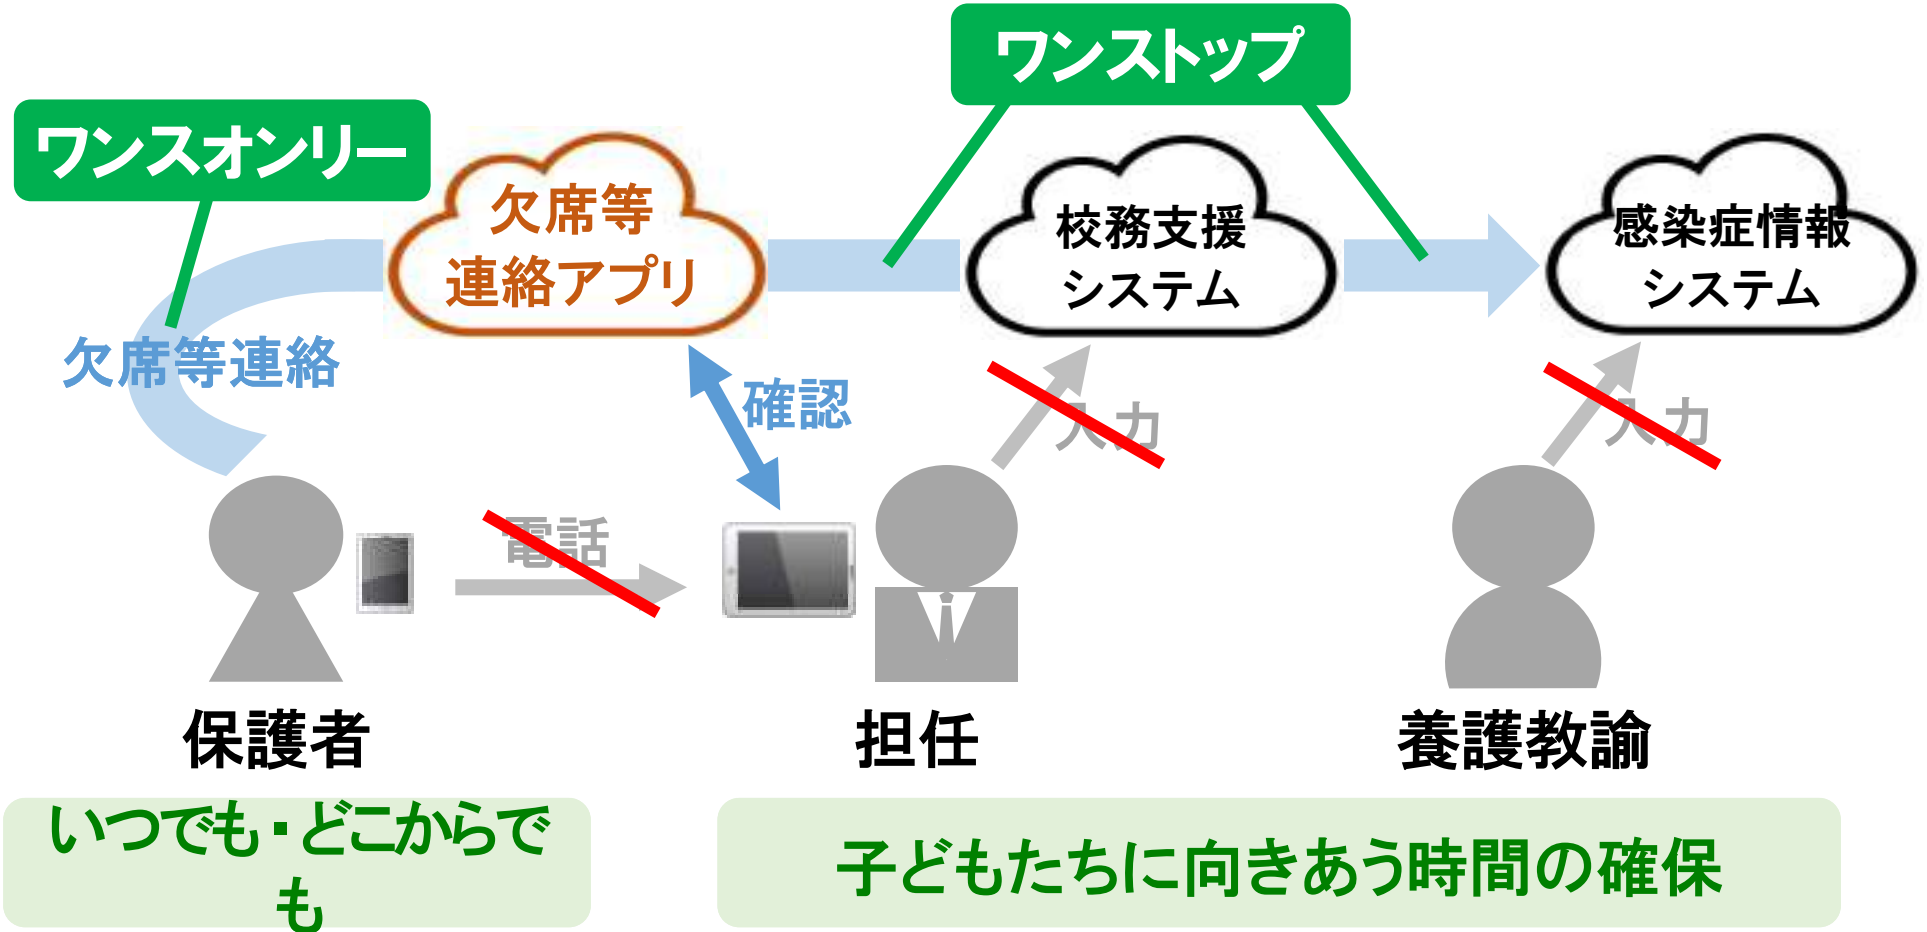 ワンストップ
ワンスオンリー
欠席等
連絡アプリ
校務支援
システム
感染症情報
システム
欠席等連絡
確認
入力
入力
電話
保護者
担任
養護教諭
いつでも・どこからで
も
子どもたちに向きあう時間の確保